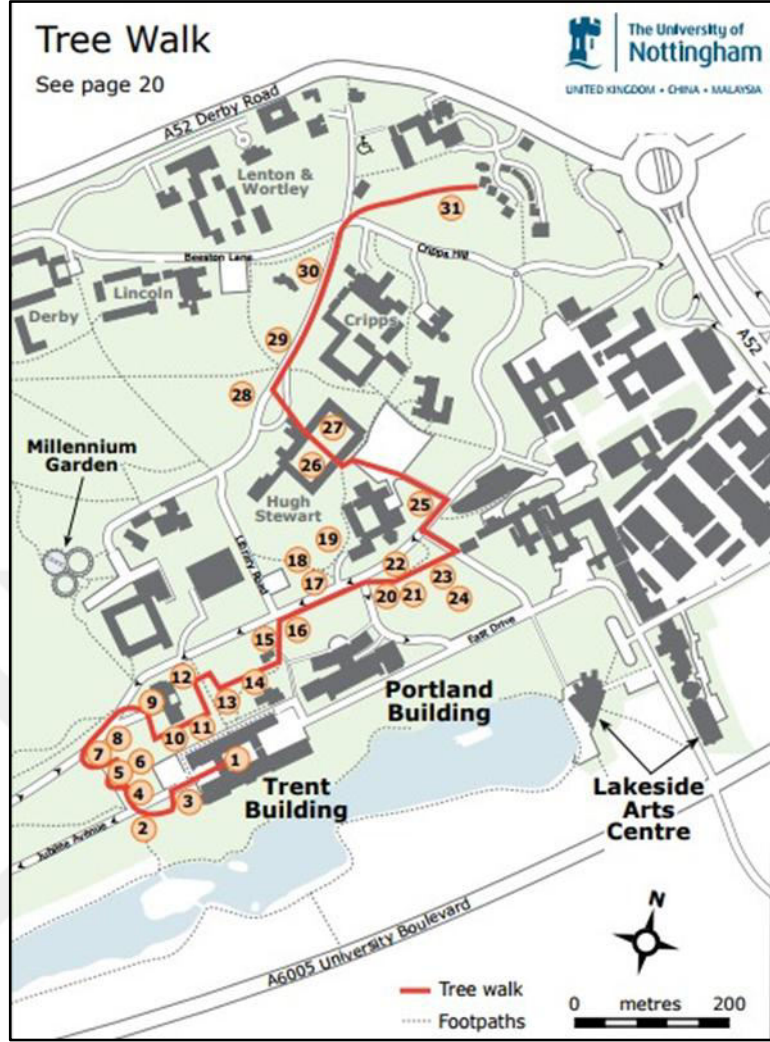 Tree Walk
See page 20
The University of
Nottingham
UNITED KINGDOM • CHINA • MALAYSIA
A52 Derby Road
Lenton &
Wortley
31
Beeston Lane
Cripps Hill
30
Lincoln
Derby
Cripps
A52
29
28
Millennium
Garden
27
26
Hugh
Stewart
25
19
18
17
Library Road
22
23
20
21
24
16
15
East Drive
12
14
13
9
11
10
8
7
6
5
4
3
2
1
Portland
Building
Trent
Building
Lakeside
Arts
Centre
Jubilee Avenue
A6005 University Boulevard
N
Tree walk
Footpaths
0 metres 200